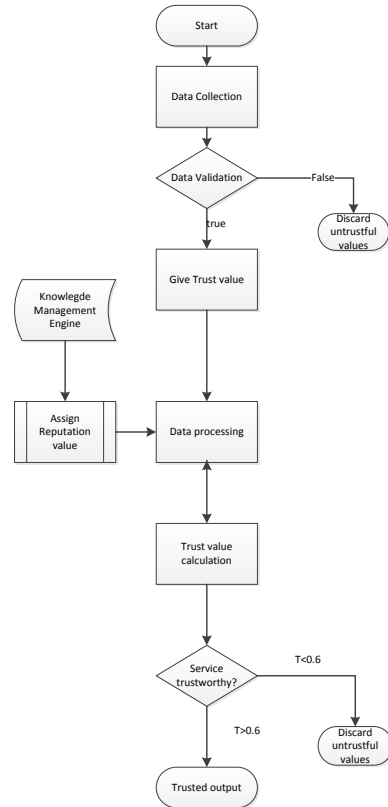 Start
Data Collection
Data Validation
False
true
Discard
untrustful
values
Give Trust value
Knowlegde
Management
Engine
Assign
Reputation
value
Data processing
Trust value
calculation
Service
trustworthy?
T<0.6
T>0.6
Discard
untrustful
values
Trusted output